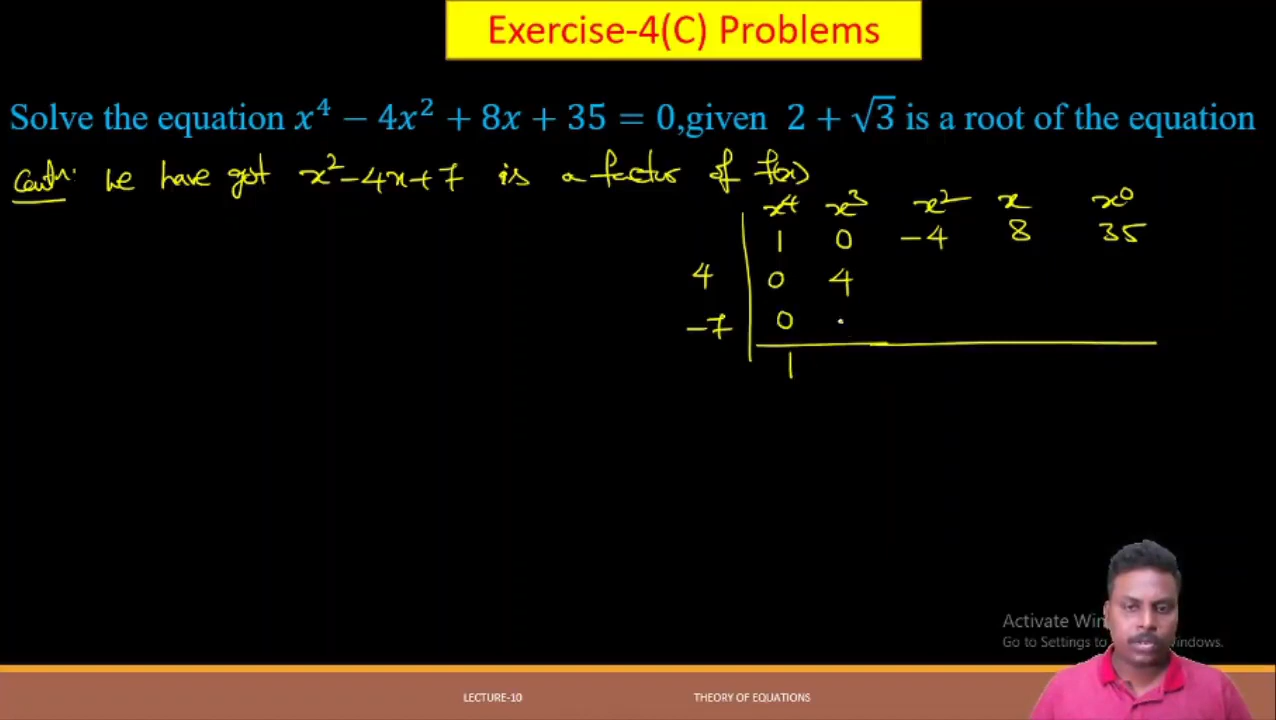 Exercise-4(C) Problems
Solve the equation x⁴ − 4x² + 8x + 35 = 0,given 2 + √3 is a root of the equation
Contn: We have got x²-4x+7 is a factor of f(x)
x⁴ x³ x² x x⁰
1 0 -4 8 35
4 0 4
-7 0 .
1
Activate Win
Go to Settings to indows.
LECTURE-10 THEORY OF EQUATIONS